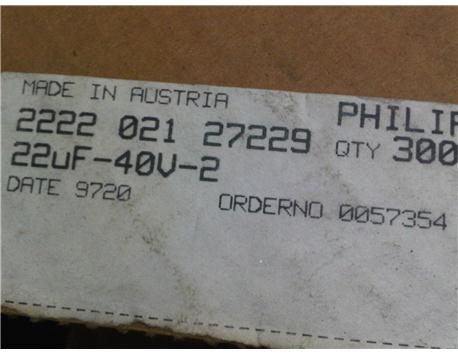 MADE IN AUSTRIA
2222 021 27229 PHILIP
22uF-40V-2 QTY 300
DATE 9720 ORDERNO 0057354